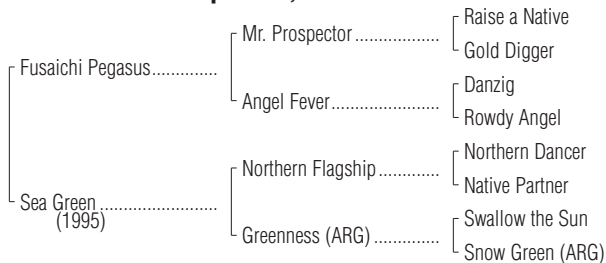 Raise a Native
Mr. Prospector
Gold Digger
Fusaichi Pegasus
Danzig
Angel Fever
Rowdy Angel
Northern Dancer
Northern Flagship
Native Partner
Sea Green
(1995)
Swallow the Sun
Greenness (ARG)
Snow Green (ARG)